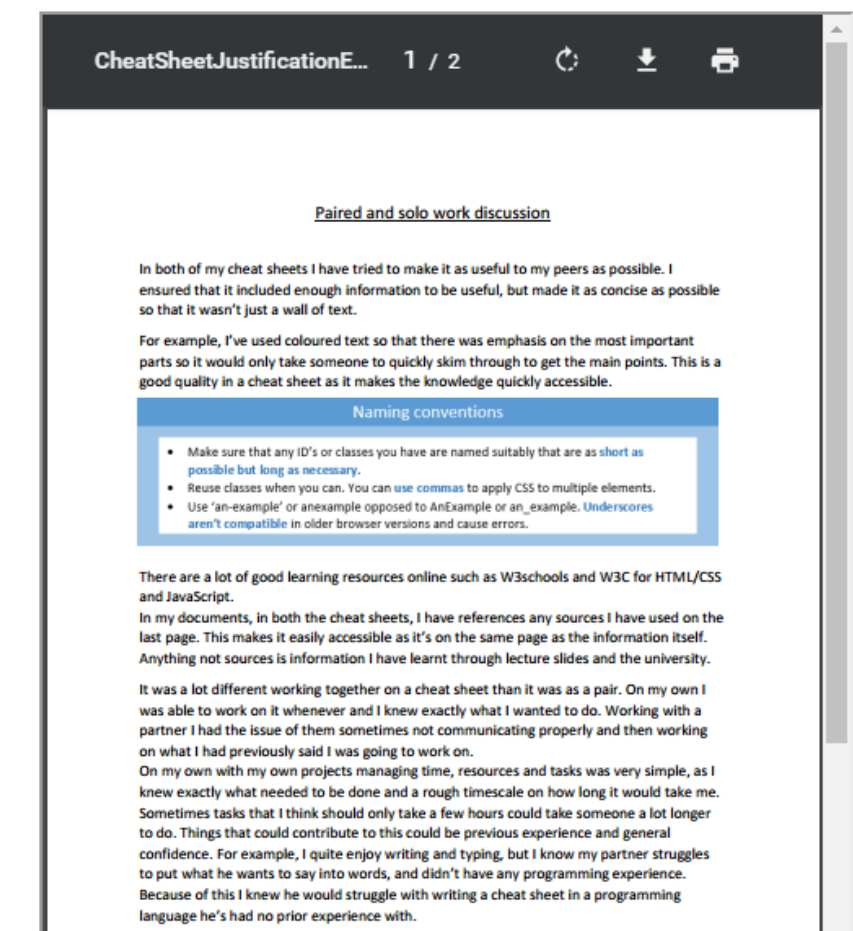 CheatSheetJustificationE... 1 / 2
Paired and solo work discussion
In both of my cheat sheets I have tried to make it as useful to my peers as possible. I
ensured that it included enough information to be useful, but made it as concise as possible
so that it wasn't just a wall of text.
For example, I've used coloured text so that there was emphasis on the most important
parts so it would only take someone to quickly skim through to get the main points. This is a
good quality in a cheat sheet as it makes the knowledge quickly accessible.
Naming conventions
• Make sure that any ID's or classes you have are named suitably that are as short as
possible but long as necessary.
• Reuse classes when you can. You can use commas to apply CSS to multiple elements.
• Use 'an-example' or anexample opposed to AnExample or an_example. Underscores
aren't compatible in older browser versions and cause errors.
There are a lot of good learning resources online such as W3schools and W3C for HTML/CSS
and JavaScript.
In my documents, in both the cheat sheets, I have references any sources I have used on the
last page. This makes it easily accessible as it's on the same page as the information itself.
Anything not sources is information I have learnt through lecture slides and the university.
It was a lot different working together on a cheat sheet than it was as a pair. On my own I
was able to work on it whenever and I knew exactly what I wanted to do. Working with a
partner I had the issue of them sometimes not communicating properly and then working
on what I had previously said I was going to work on.
On my own with my own projects managing time, resources and tasks was very simple, as I
knew exactly what needed to be done and a rough timescale on how long it would take me.
Sometimes tasks that I think should only take a few hours could take someone a lot longer
to do. Things that could contribute to this could be previous experience and general
confidence. For example, I quite enjoy writing and typing, but I know my partner struggles
to put what he wants to say into words, and didn't have any programming experience.
Because of this I knew he would struggle with writing a cheat sheet in a programming
language he's had no prior experience with.